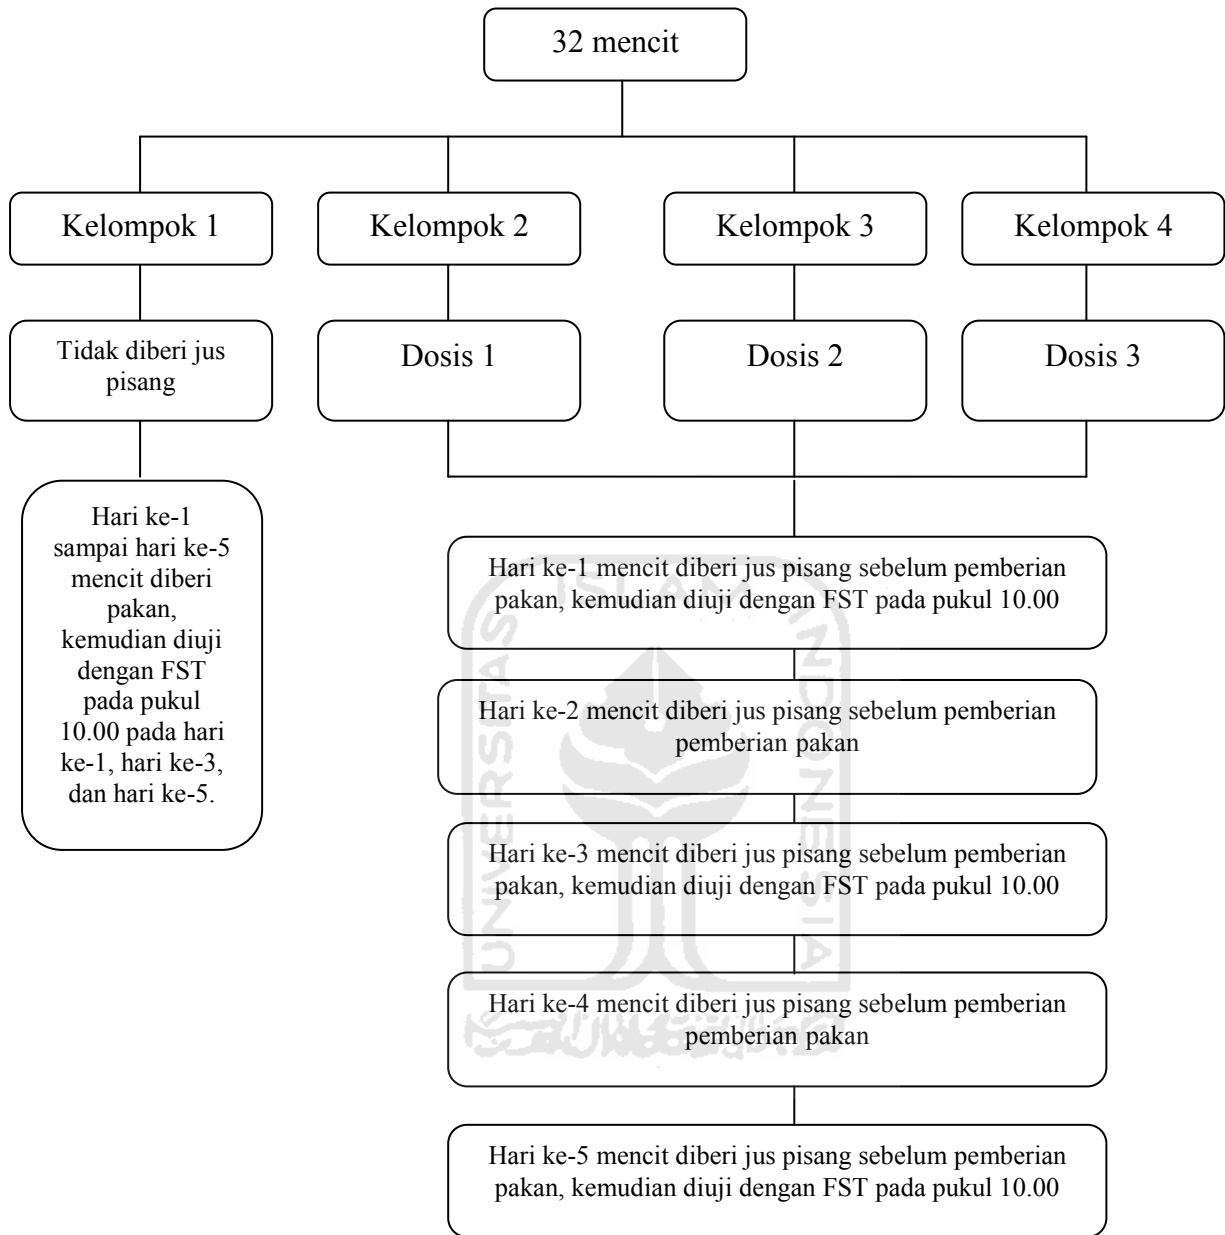 32 mencit
Kelompok 1
Kelompok 2
Kelompok 3
Kelompok 4
Tidak diberi jus
pisang
Dosis 1
Dosis 2
Dosis 3
Hari ke-1
sampai hari ke-5
mencit diberi
pakan,
kemudian diuji
dengan FST
pada pukul
10.00 pada hari
ke-1, hari ke-3,
dan hari ke-5.
Hari ke-1 mencit diberi jus pisang sebelum pemberian
pakan, kemudian diuji dengan FST pada pukul 10.00
Hari ke-2 mencit diberi jus pisang sebelum pemberian
pemberian pakan
Hari ke-3 mencit diberi jus pisang sebelum pemberian
pakan, kemudian diuji dengan FST pada pukul 10.00
Hari ke-4 mencit diberi jus pisang sebelum pemberian
pemberian pakan
Hari ke-5 mencit diberi jus pisang sebelum pemberian
pakan, kemudian diuji dengan FST pada pukul 10.00
UNIVERSITAS
ISLAM
INDONESIA